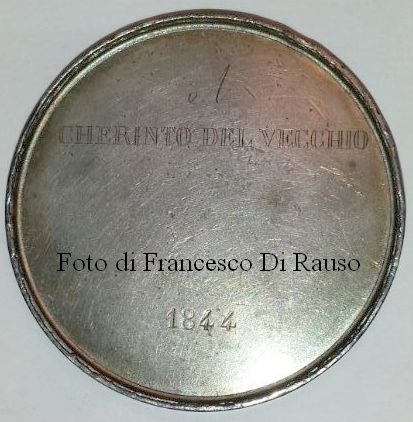 A
CHERINTO DEL VECCHIO
Foto di Francesco Di Rauso
1844